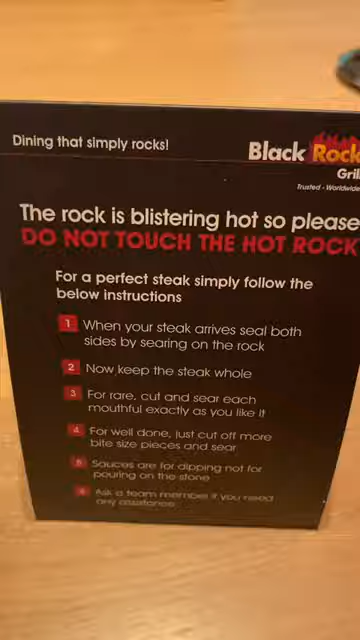 Dining that simply rocks!
Black Rock
Grill
Trusted - Worldwide
The rock is blistering hot so please
DO NOT TOUCH THE HOT ROCK
For a perfect steak simply follow the
below instructions
1 When your steak arrives seal both
sides by searing on the rock
2 Now keep the steak whole
3 For rare, cut and sear each
mouthful exactly as you like it
4 For well done, just cut off more
bite size pieces and sear
5 Sauces are for dipping not for
pouring on the stone
6 Ask a team member if you need
any assistance